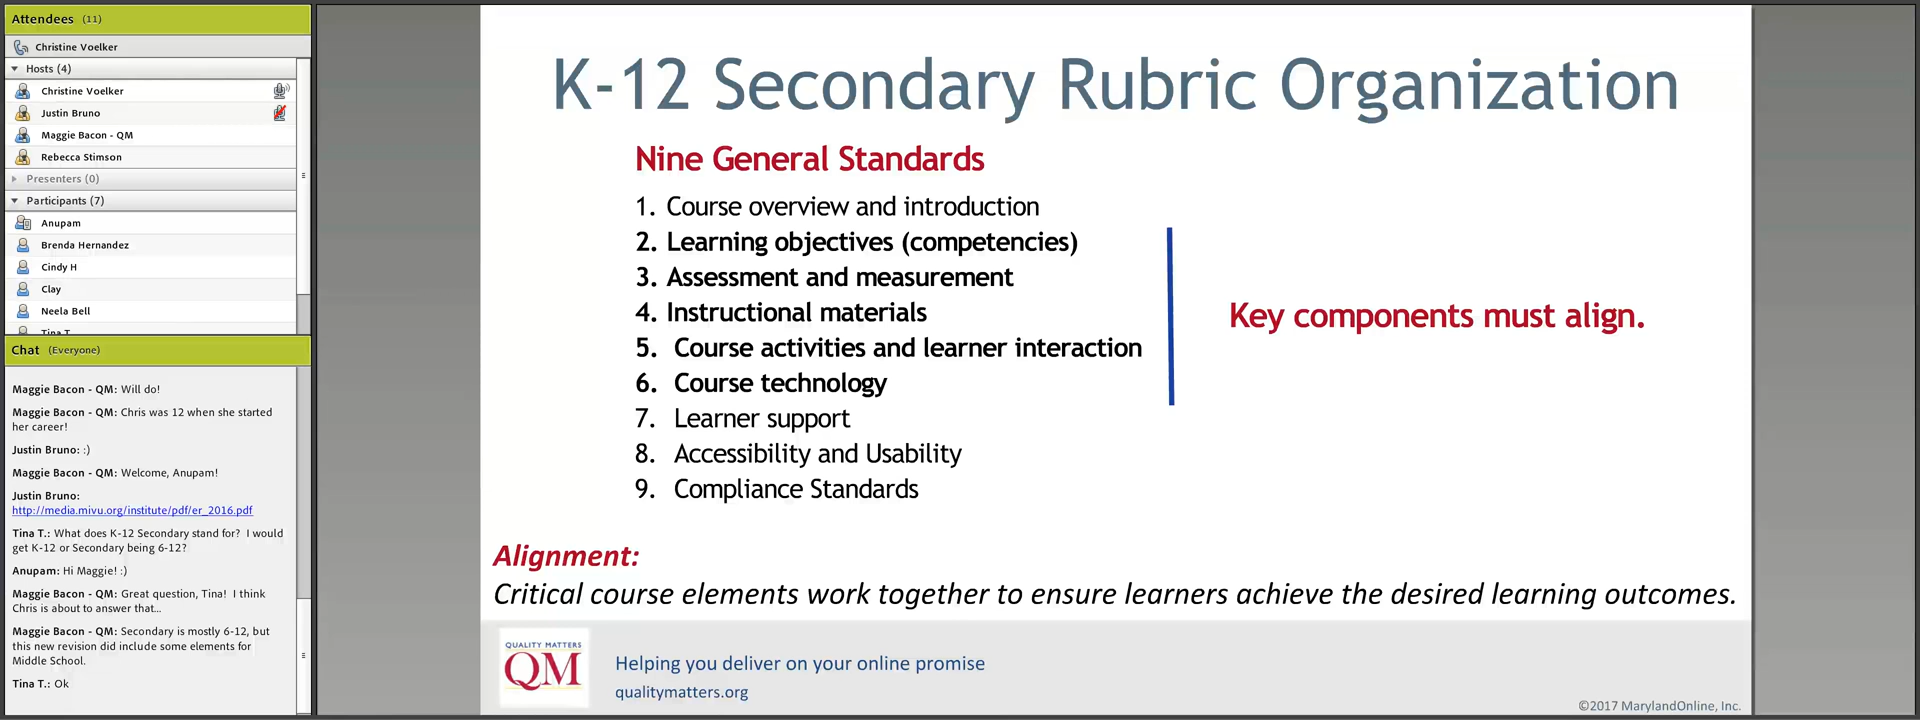 Attendees (11)
Christine Voelker
Hosts (4)
Christine Voelker
Justin Bruno
Maggie Bacon - QM
Rebecca Stimson
Presenters (0)
Participants (7)
Anupam
Brenda Hernandez
Cindy H
Clay
Neela Bell
Tina T
Chat (Everyone)
Maggie Bacon - QM: Will do!
Maggie Bacon - QM: Chris was 12 when she started
her career!
Justin Bruno: :)
Maggie Bacon - QM: Welcome, Anupam!
Justin Bruno:
http://media.mivu.org/institute/pdf/er_2016.pdf
Tina T.: What does K-12 Secondary stand for? I would
get K-12 or Secondary being 6-12?
Anupam: Hi Maggie! :)
Maggie Bacon - QM: Great question, Tina! I think
Chris is about to answer that...
Maggie Bacon - QM: Secondary is mostly 6-12, but
this new revision did include some elements for
Middle School.
Tina T.: Ok
K-12 Secondary Rubric Organization
Nine General Standards
1. Course overview and introduction
2. Learning objectives (competencies)
3. Assessment and measurement
4. Instructional materials
5. Course activities and learner interaction
6. Course technology
7. Learner support
8. Accessibility and Usability
9. Compliance Standards
Key components must align.
Alignment:
Critical course elements work together to ensure learners achieve the desired learning outcomes.
QUALITY MATTERS
QM
Helping you deliver on your online promise
qualitymatters.org
©2017 MarylandOnline, Inc.